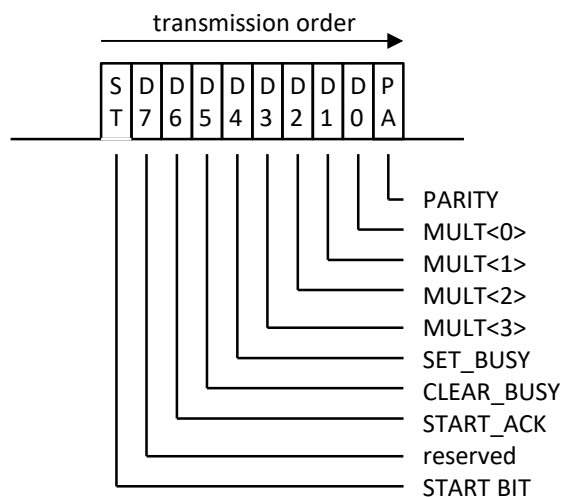 transmission order
S D D D D D D D D P
T 7 6 5 4 3 2 1 0 A
PARITY
MULT<0>
MULT<1>
MULT<2>
MULT<3>
SET_BUSY
CLEAR_BUSY
START_ACK
reserved
START BIT